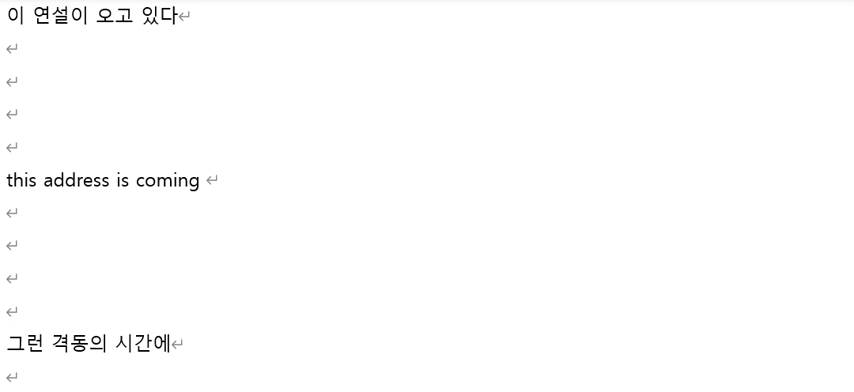 이 연설이 오고 있다
this address is coming
그런 격동의 시간에